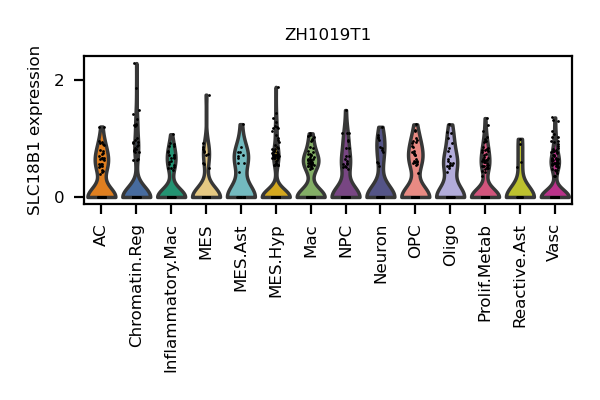 ZH1019T1
SLC18B1 expression
2
0
AC
Chromatin.Reg
Inflammatory.Mac
MES
MES.Ast
MES.Hyp
Mac
NPC
Neuron
OPC
Oligo
Prolif.Metab
Reactive.Ast
Vasc